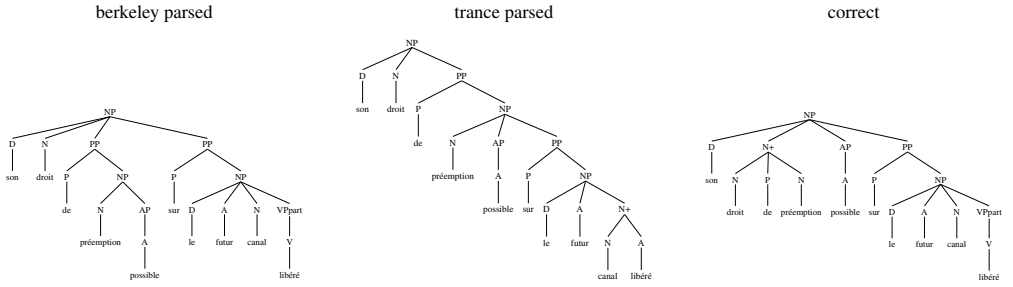 berkeley parsed
NP
D N PP PP
son droit P NP P NP
de N AP sur D A N VPpart
préemption A le futur canal V
possible libéré
trance parsed
NP
D N PP
son droit P NP
de N AP PP
préemption A P NP
possible sur D A N+
le futur N A
canal libéré
correct
NP
D N+ AP PP
son N P N A P NP
droit de préemption possible sur D A N VPpart
le futur canal V
libéré